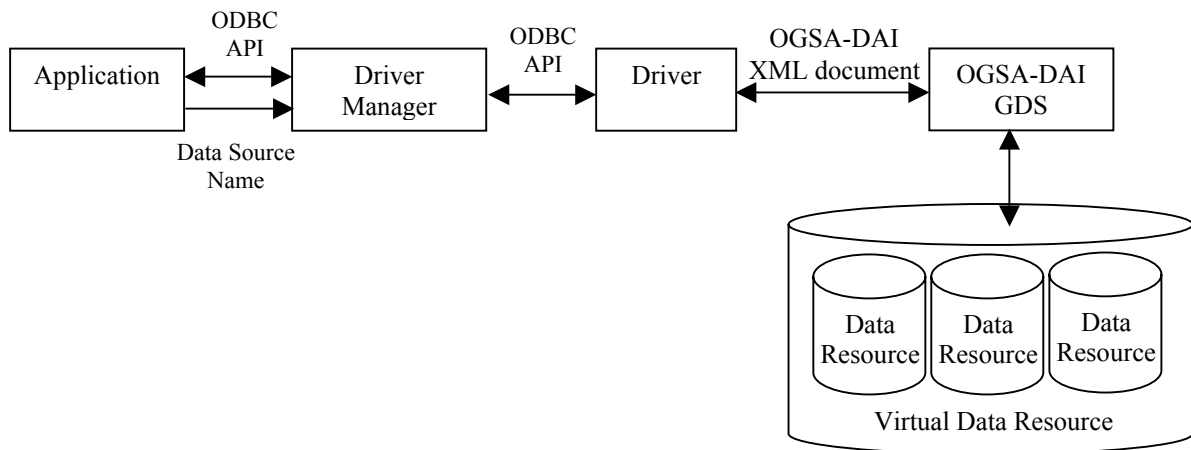 ODBC
API
Application
Driver
Manager
Data Source
Name
ODBC
API
Driver
OGSA-DAI
XML document
OGSA-DAI
GDS
Data
Resource
Data
Resource
Data
Resource
Virtual Data Resource